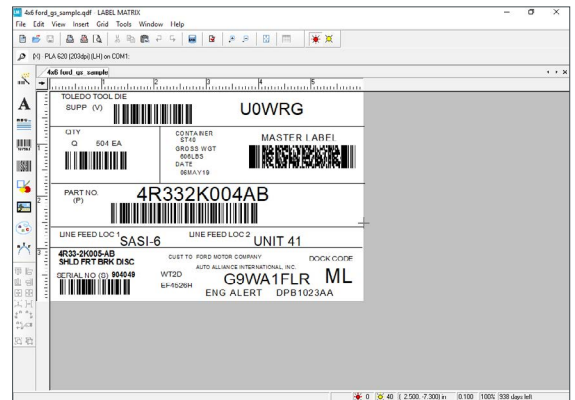 4x6 ford_gs_sample.qdf - LABEL MATRIX
File Edit View Insert Grid Tools Window Help
PLA 620 (203dpi) (LH) on COM1:
4x6 ford_gs_sample
TOLEDO TOOL DIE
SUPP (V)
U0WRG
QTY
Q 504 EA
CONTAINER
ST40
GROSS WGT
606LBS
DATE
06MAY19
MASTER LABEL
PART NO.
(P)
4R332K004AB
LINE FEED LOC 1
SASI-6
LINE FEED LOC 2
UNIT 41
4R33-2K005-AB
SHLD FRT BRK DISC
SERIAL NO (S) 904049
CUST TO FORD MOTOR COMPANY
AUTO ALLIANCE INTERNATIONAL, INC.
WT2D
EF-4526H
G9WA1FLR
ENG ALERT DPB1023AA
DOCK CODE
ML
0 40 ( 2.500, -7.300) in 0.100 100% 938 days left